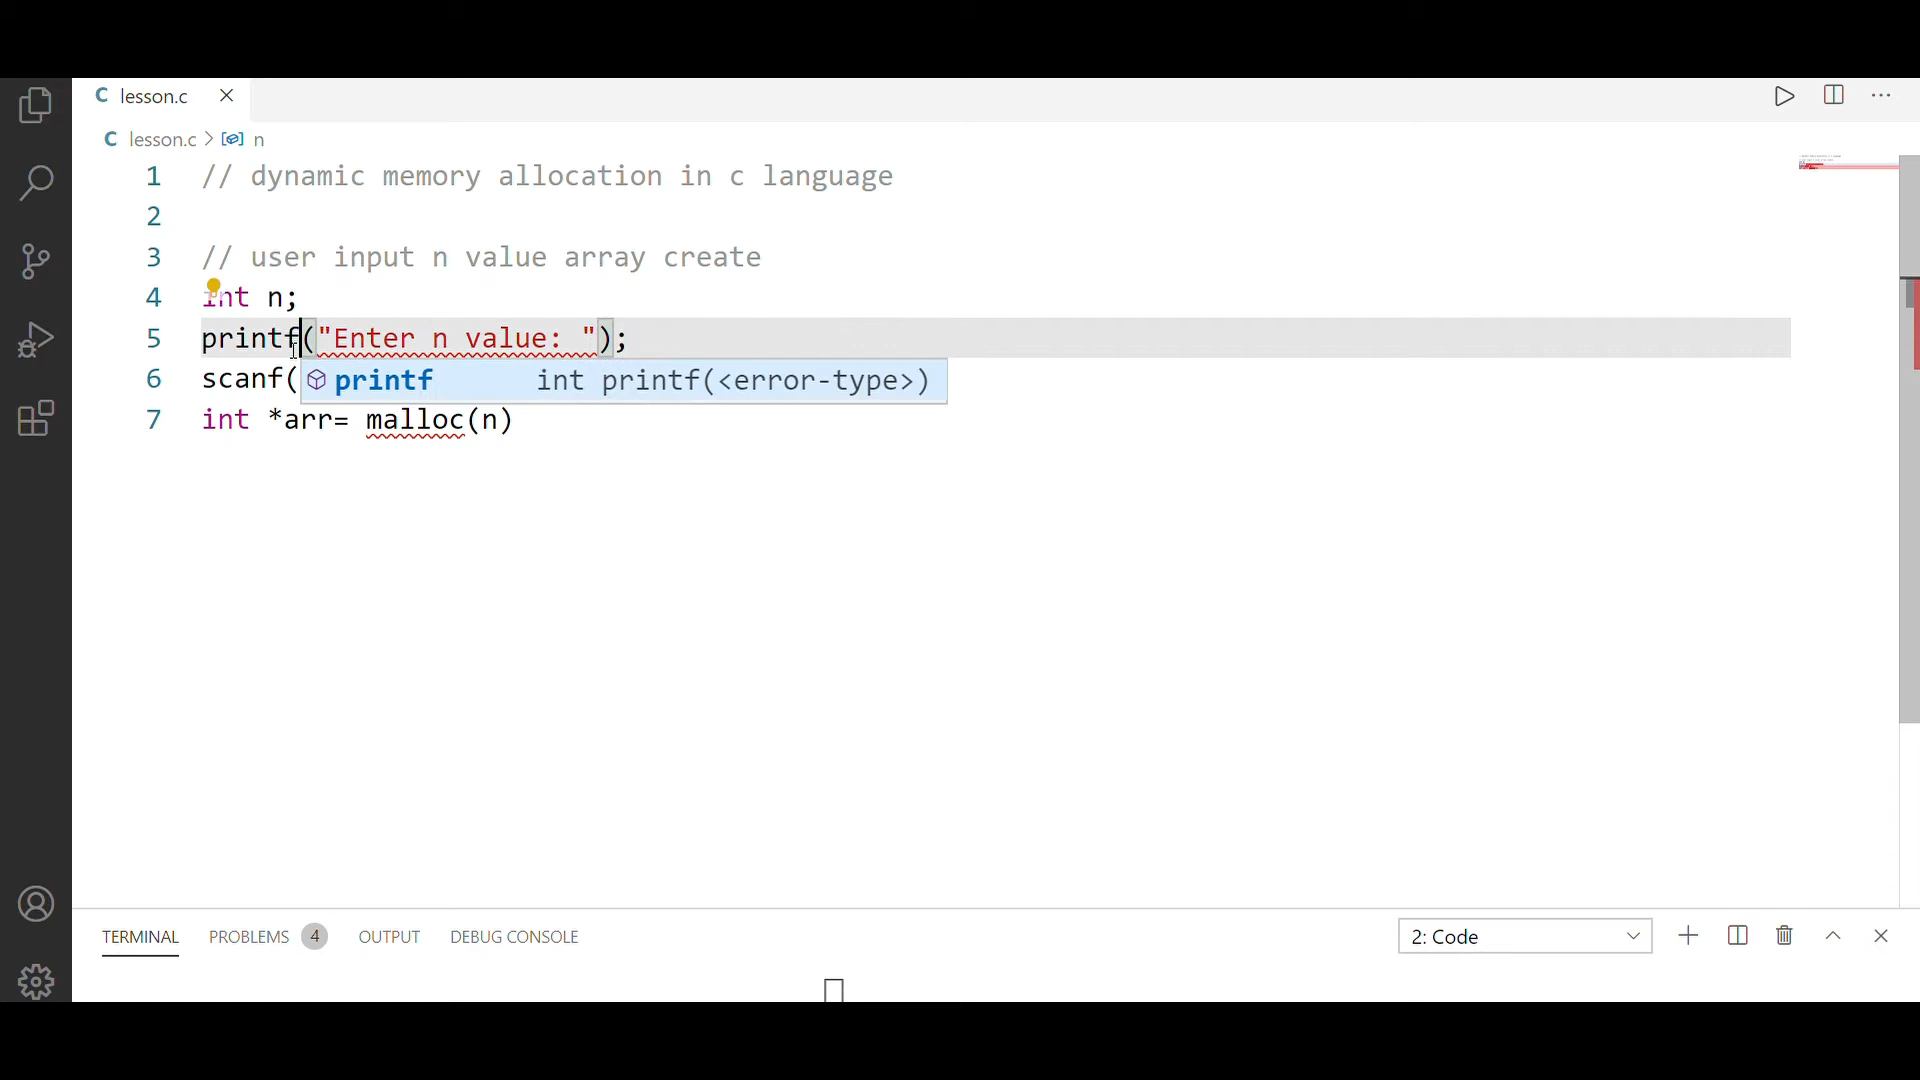 C lesson.c
C lesson.c > n
1 // dynamic memory allocation in c language
2
3 // user input n value array create
4 int n;
5 printf("Enter n value: ");
6 scanf(
printf int printf(<error-type>)
7 int *arr= malloc(n)
TERMINAL PROBLEMS 4 OUTPUT DEBUG CONSOLE 2: Code